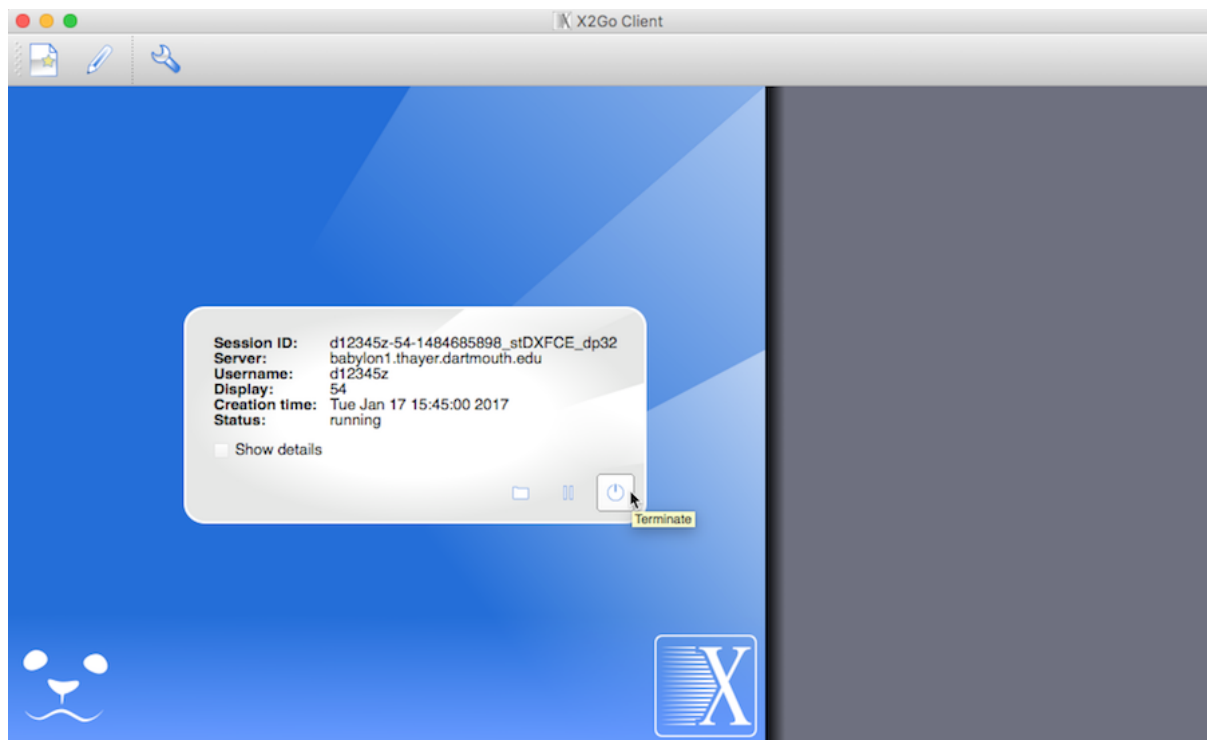 X2Go Client
Session ID: d12345z-54-1484685898_stDXFCE_dp32
Server: babylon1.thayer.dartmouth.edu
Username: d12345z
Display: 54
Creation time: Tue Jan 17 15:45:00 2017
Status: running
Show details
Terminate
X